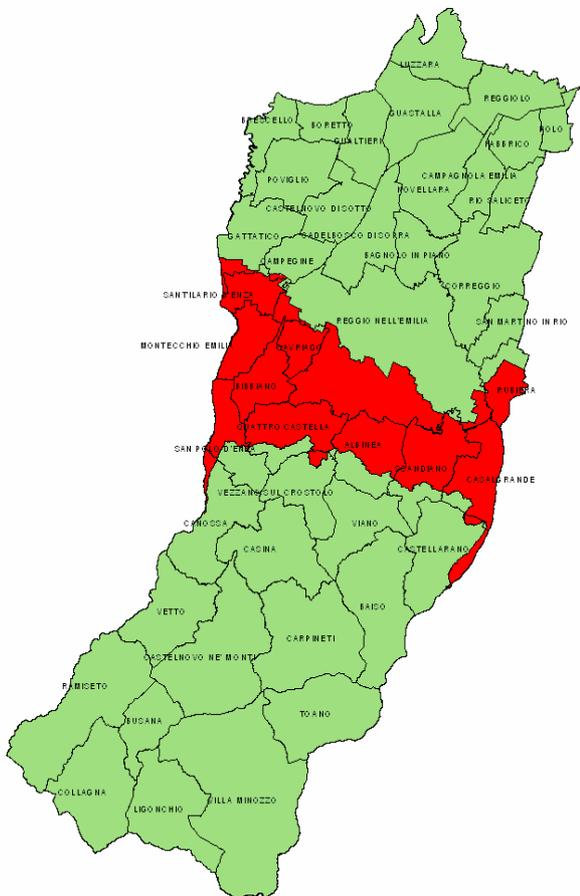 LUZZARA
REGGIOLO
GUASTALLA
BRESCELLO
BORETTO
GUALTIERI
ROLO
FABBRICO
POVIGLIO
CAMPAGNOLA EMILIA
NOVELLARA
RIO SALICETO
CASTELNOVO DI SOTTO
GATTATICO
CADELBOSCO DI SOPRA
BAGNOLO IN PIANO
CAMPEGINE
CORREGGIO
SANT'ILARIO D'ENZA
REGGIO NELL'EMILIA
SAN MARTINO IN RIO
MONTECCHIO EMILIA
CAVRIAGO
BIBBIANO
RUBIERA
QUATTRO CASTELLA
ALBINEA
SAN POLO D'ENZA
SCANDIANO
CASALGRANDE
VEZZANO SUL CROSTOLO
CANOSSA
VIANO
CASINA
CASTELLARANO
VETTO
BAISO
CARPINETI
CASTELNOVO NE' MONTI
RAMISETO
BUSANA
TOANO
COLLAGNA
LIGONCHIO
VILLA MINOZZO